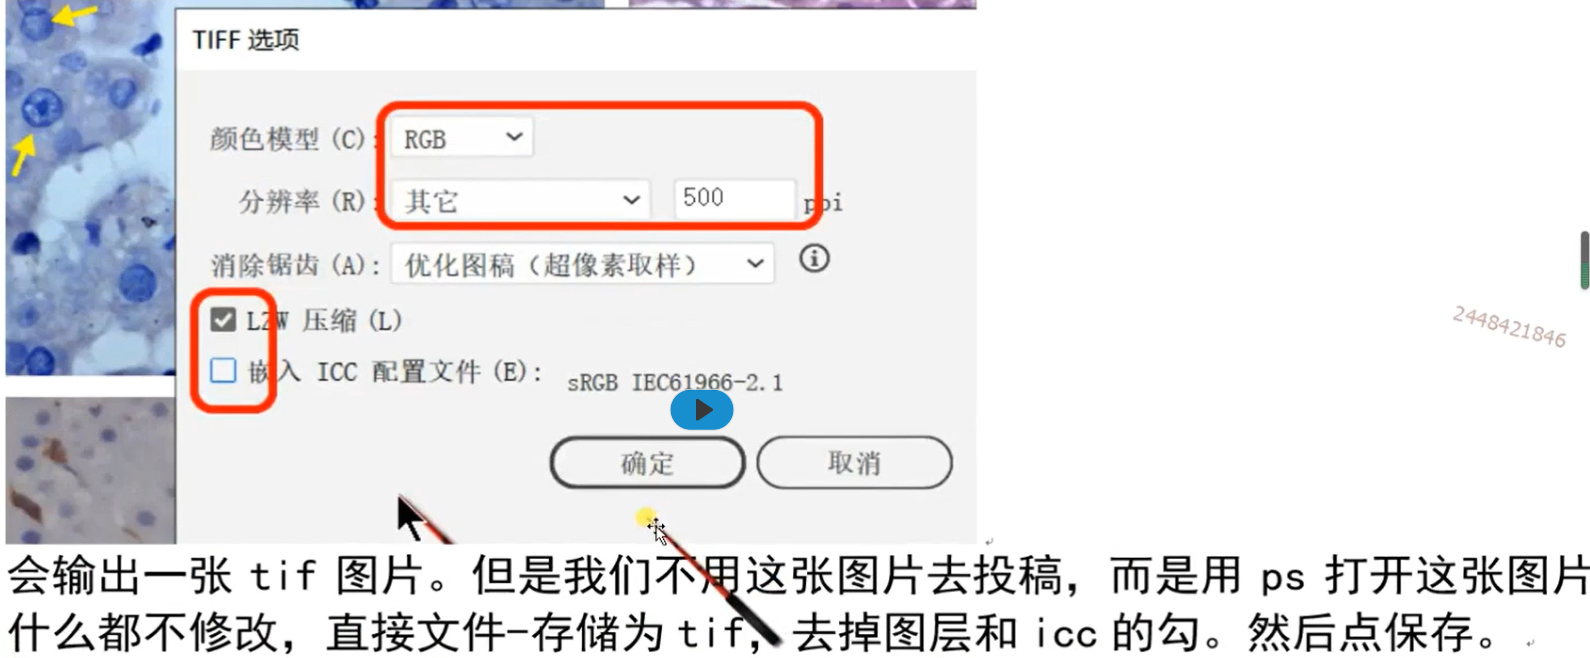 TIFF 选项
颜色模型 (C): RGB
分辨率 (R): 其它 500 ppi
消除锯齿 (A): 优化图稿（超像素取样）
LZW 压缩 (L)
嵌入 ICC 配置文件 (E): sRGB IEC61966-2.1
确定 取消
2448421846
会输出一张 tif 图片。但是我们不用这张图片去投稿，而是用 ps 打开这张图片
什么都不修改，直接文件-存储为 tif，去掉图层和 icc 的勾。然后点保存。